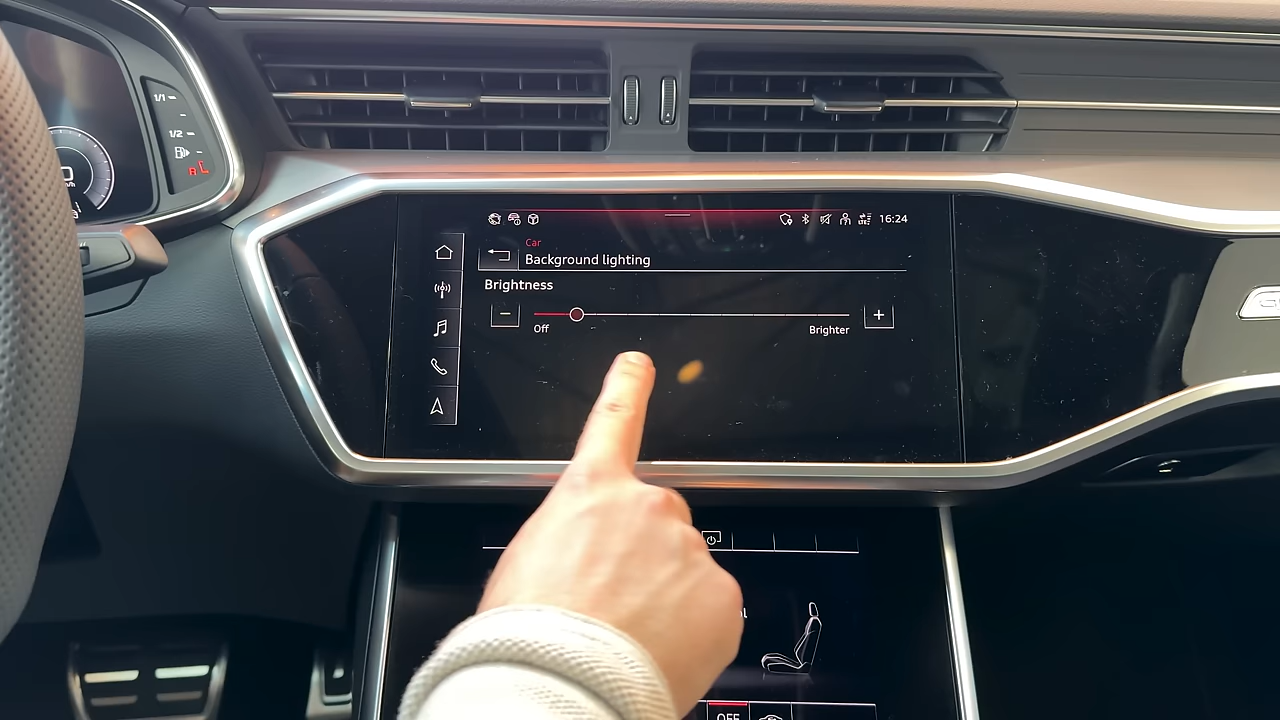 1/1
1/2
16:24
Car
Background lighting
Brightness
− +
Off Brighter
OFF